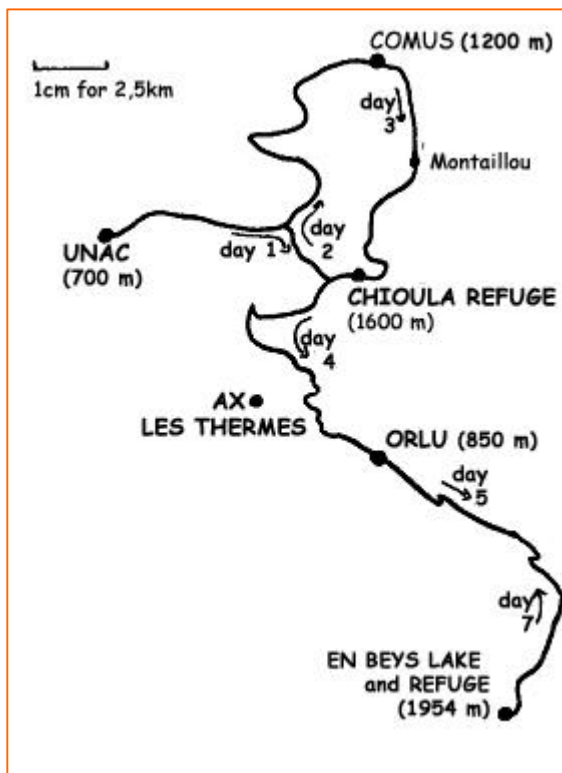 COMUS (1200 m)
1cm for 2,5km
day
3
Montaillou
UNAC
(700 m)
day 1
day
2
CHIOULA REFUGE
(1600 m)
day
4
AX
LES THERMES
ORLU (850 m)
day
5
day
7
EN BEYS LAKE
and REFUGE
(1954 m)